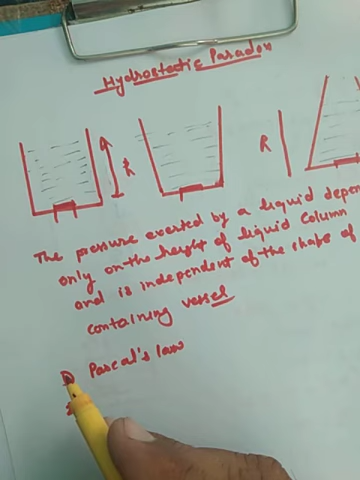 Hydrostatic Paradox
R
R
The pressure exerted by a liquid depen
only on the height of liquid column
and is independent of the shape of
containing vessel
Pascal's law